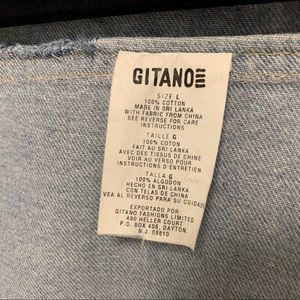 GITANO
SIZE L
100% COTTON
MADE IN SRI LANKA
WITH FABRIC FROM CHINA
SEE REVERSE FOR CARE
INSTRUCTIONS
TAILLE G
100% COTON
FAIT AU SRI LANKA
AVEC DES TISSUS DE CHINE
VOIR AU VERSO POUR
INSTRUCTIONS D'ENTRETIEN
TALLA G
100% ALGODON
HECHO EN SRI LANKA
CON TELAS DE CHINA
VEA AL REVERSO PARA SU CUIDADO
EXPORTADO POR:
GITANO FASHIONS LIMITED
490 HELLER COURT
P.O. BOX 406, DAYTON,
N.J. 08810